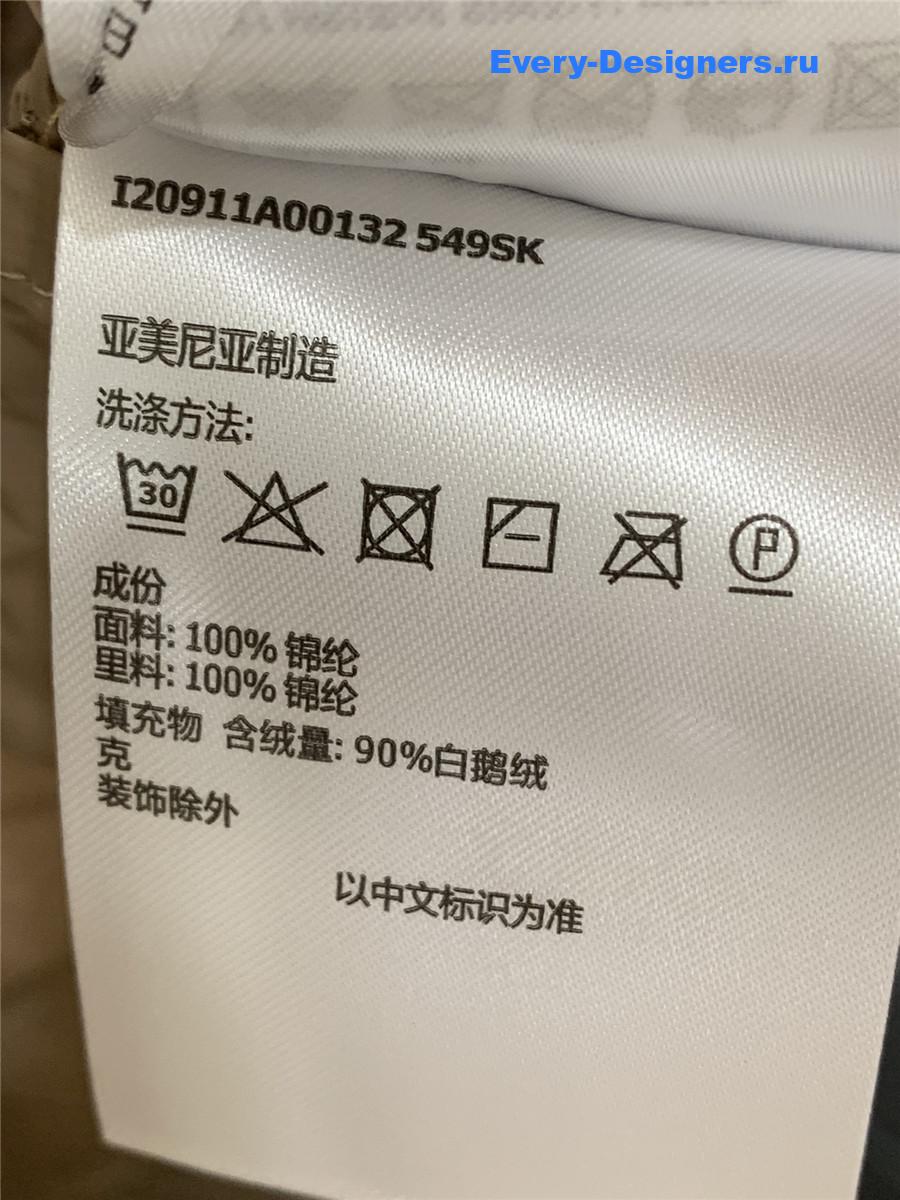 Every-Designers.ru
I20911A00132 549SK
亚美尼亚制造
洗涤方法:
30
P
成份
面料: 100% 锦纶
里料: 100% 锦纶
填充物 含绒量: 90%白鹅绒
克
装饰除外
以中文标识为准